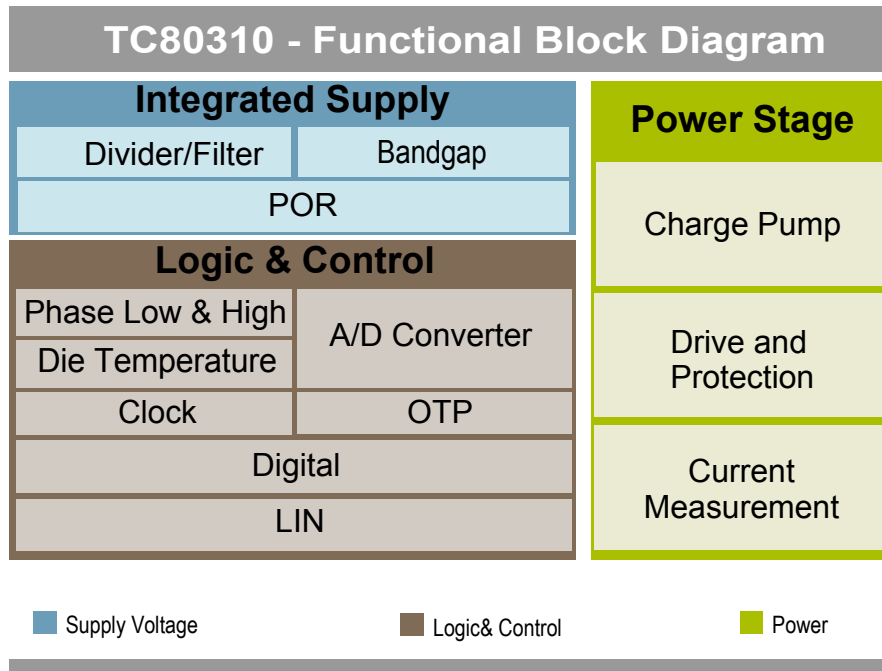 TC80310 - Functional Block Diagram
Integrated Supply
Divider/Filter
Bandgap
POR
Logic & Control
Phase Low & High
Die Temperature
A/D Converter
Clock
OTP
Digital
LIN
Power Stage
Charge Pump
Drive and
Protection
Current
Measurement
Supply Voltage
Logic& Control
Power